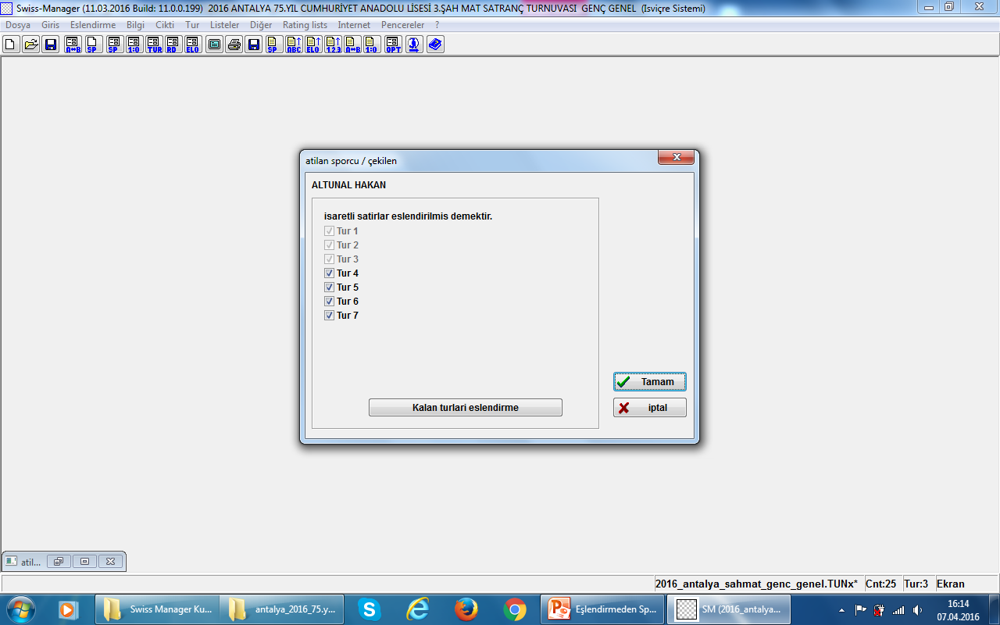 Swiss-Manager (11.03.2016 Build: 11.0.0.199)  2016 ANTALYA 75.YIL CUMHURİYET ANADOLU LİSESİ 3.ŞAH MAT SATRANÇ TURNUVASI  GENÇ GENEL  (Isviçre Sistemi)
Dosya Giris Eslendirme Bilgi Cikti Tur Listeler Diğer Rating lists Internet Pencereler ?
A↔B SP SP 1:0 TUR RD ELO SP ABC ELO 1.2.3 A↔B 1:0 OPT
atilan sporcu / çekilen
ALTUNAL HAKAN
isaretli satirlar eslendirilmis demektir.
Tur 1
Tur 2
Tur 3
Tur 4
Tur 5
Tur 6
Tur 7
Tamam
Kalan turlari eslendirme
iptal
atil...
2016_antalya_sahmat_genc_genel.TUNx* Cnt:25 Tur:3 Ekran
Swiss Manager Ku... antalya_2016_75.y... Eşlendirmeden Sp... SM (2016_antalya...
16:14
07.04.2016